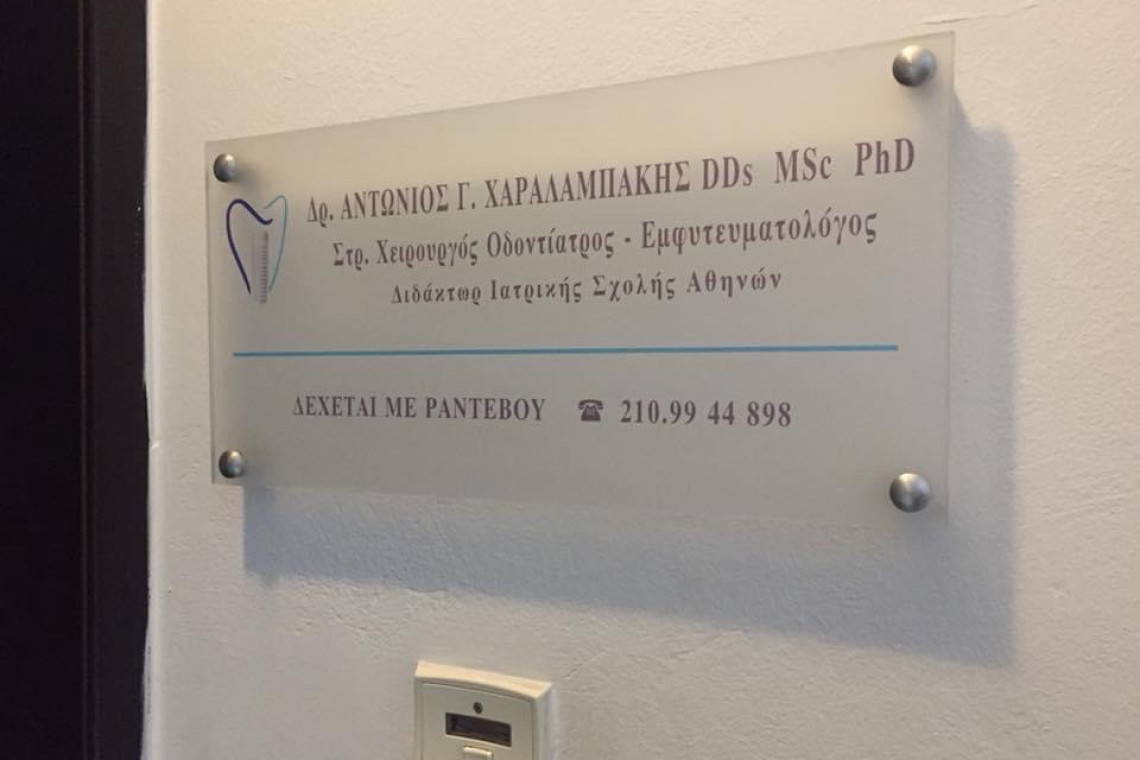 Δρ. ΑΝΤΩΝΙΟΣ Γ. ΧΑΡΑΛΑΜΠΑΚΗΣ DDs MSc PhD
Στρ. Χειρουργός Οδοντίατρος - Εμφυτευματολόγος
Διδάκτωρ Ιατρικής Σχολής Αθηνών
ΔΕΧΕΤΑΙ ΜΕ ΡΑΝΤΕΒΟΥ ☎ 210.99 44 898